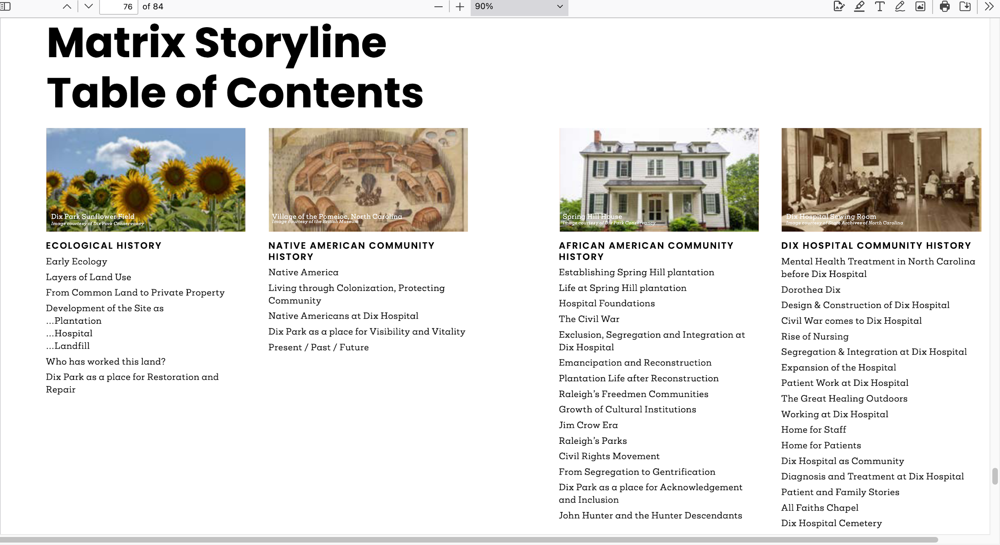 76 of 84
90%
Matrix Storyline
Table of Contents
Dix Park Sunflower Field
Image courtesy of Dix Park Conservancy
ECOLOGICAL HISTORY
Early Ecology
Layers of Land Use
From Common Land to Private Property
Development of the Site as
...Plantation
...Hospital
...Landfill
Who has worked this land?
Dix Park as a place for Restoration and
Repair
Village of the Pomeioc, North Carolina
Image courtesy of the British Museum
NATIVE AMERICAN COMMUNITY
HISTORY
Native America
Living through Colonization, Protecting
Community
Native Americans at Dix Hospital
Dix Park as a place for Visibility and Vitality
Present / Past / Future
Spring Hill House
Image courtesy of Dix Park Conservancy
AFRICAN AMERICAN COMMUNITY
HISTORY
Establishing Spring Hill plantation
Life at Spring Hill plantation
Hospital Foundations
The Civil War
Exclusion, Segregation and Integration at
Dix Hospital
Emancipation and Reconstruction
Plantation Life after Reconstruction
Raleigh’s Freedmen Communities
Growth of Cultural Institutions
Jim Crow Era
Raleigh’s Parks
Civil Rights Movement
From Segregation to Gentrification
Dix Park as a place for Acknowledgement
and Inclusion
John Hunter and the Hunter Descendants
Dix Hospital Sewing Room
Image courtesy of State Archives of North Carolina
DIX HOSPITAL COMMUNITY HISTORY
Mental Health Treatment in North Carolina
before Dix Hospital
Dorothea Dix
Design & Construction of Dix Hospital
Civil War comes to Dix Hospital
Rise of Nursing
Segregation & Integration at Dix Hospital
Expansion of the Hospital
Patient Work at Dix Hospital
The Great Healing Outdoors
Working at Dix Hospital
Home for Staff
Home for Patients
Dix Hospital as Community
Diagnosis and Treatment at Dix Hospital
Patient and Family Stories
All Faiths Chapel
Dix Hospital Cemetery